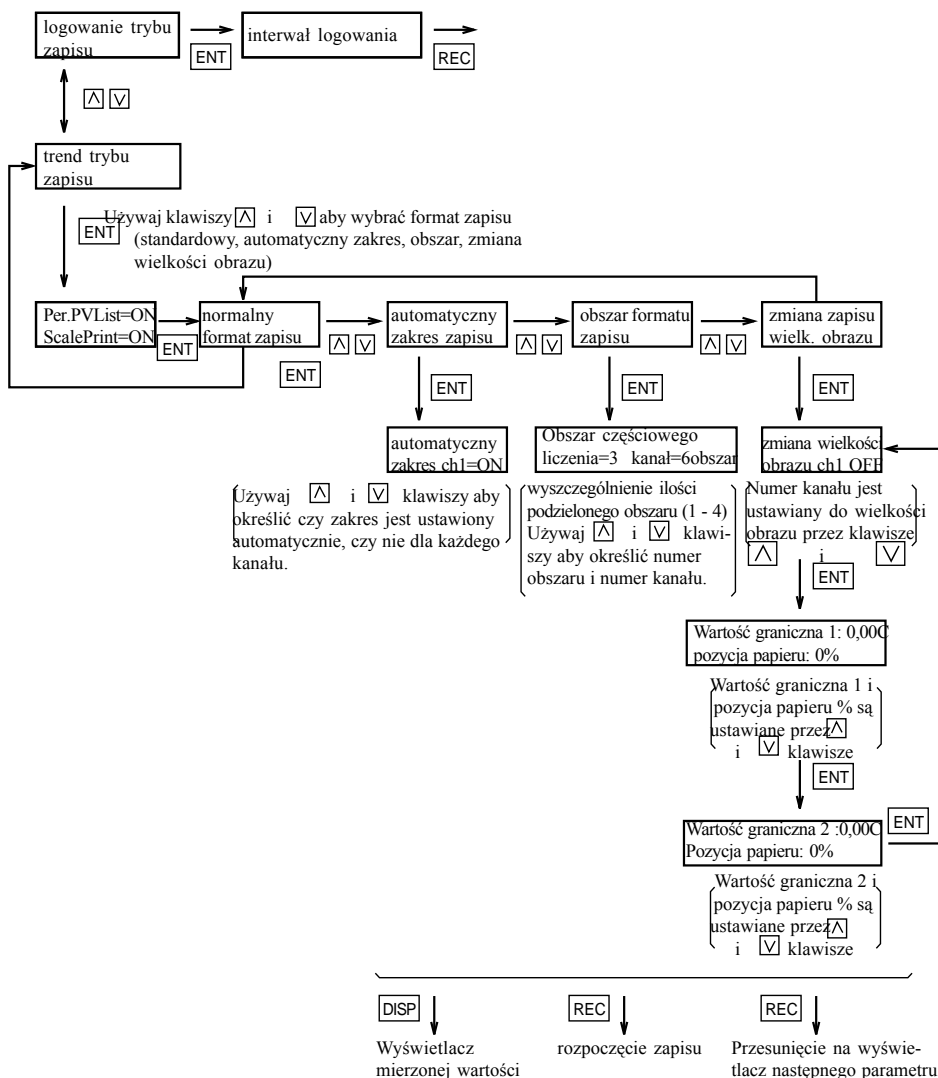 logowanie trybu
zapisu
ENT
interwał logowania
REC
trend trybu
zapisu
ENT
Używaj klawiszy i aby wybrać format zapisu
(standardowy, automatyczny zakres, obszar, zmiana
wielkości obrazu)
Per.PVList=ON
ScalePrint=ON
ENT
normalny
format zapisu
ENT
automatyczny
zakres zapisu
obszar formatu
zapisu
zmiana zapisu
wielk. obrazu
ENT
ENT
ENT
automatyczny
zakres ch1=ON
Obszar częściowego
liczenia=3 kanał=6obszar
zmiana wielkości
obrazu ch1 OFF
Używaj i klawiszy aby
określić czy zakres jest ustawiony
automatycznie, czy nie dla każdego
kanału.
wyszczególnienie ilości
podzielonego obszaru (1 - 4)
Używaj i klawi-
szy aby określić numer
obszaru i numer kanału.
Numer kanału jest
ustawiany do wielkości
obrazu przez klawisze
i
ENT
Wartość graniczna 1: 0,00C
pozycja papieru: 0%
Wartość graniczna 1 i
pozycja papieru % są
ustawiane przez
i klawisze
ENT
Wartość graniczna 2 :0,00C
Pozycja papieru: 0%
ENT
Wartość graniczna 2 i
pozycja papieru % są
ustawiane przez
i klawisze
DISP
REC
REC
Wyświetlacz
mierzonej wartości
rozpoczęcie zapisu
Przesunięcie na wyświe-
tlacz następnego parametru